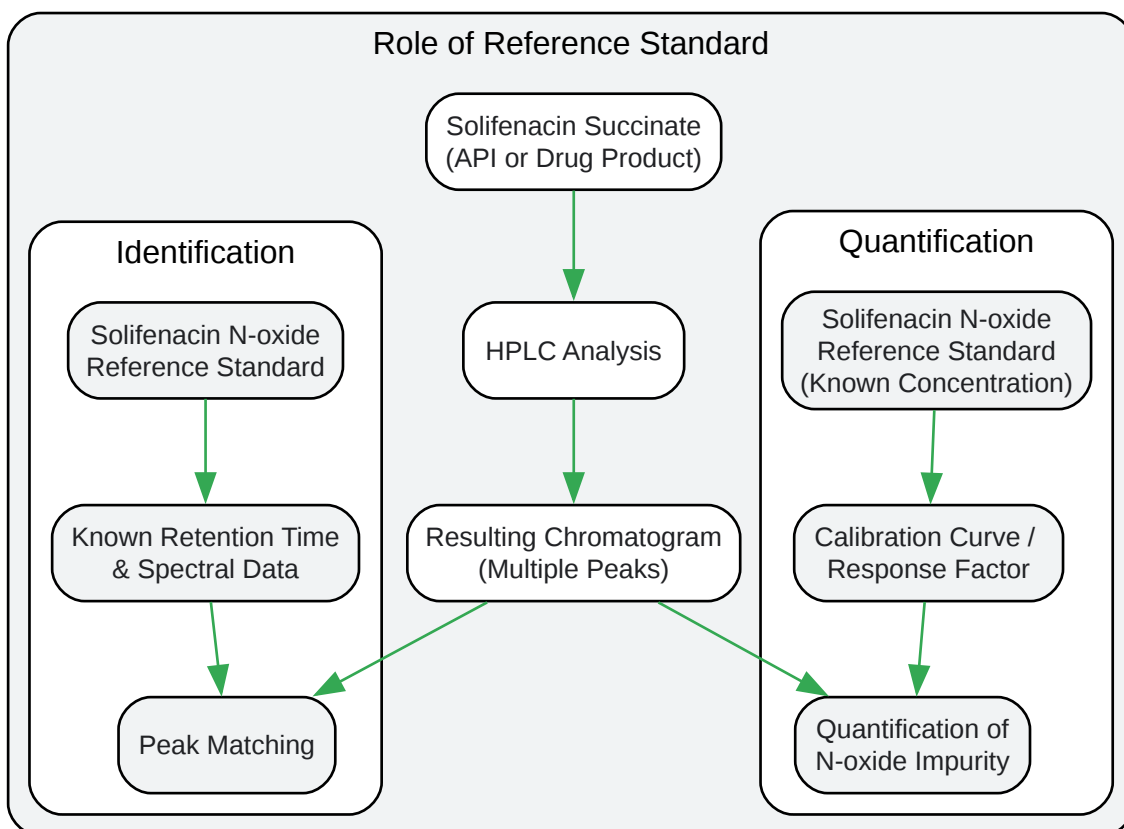 Role of Reference Standard
Solifenacin Succinate
(API or Drug Product)
HPLC Analysis
Resulting Chromatogram
(Multiple Peaks)
Identification
Solifenacin N-oxide
Reference Standard
Known Retention Time
& Spectral Data
Peak Matching
Quantification
Solifenacin N-oxide
Reference Standard
(Known Concentration)
Calibration Curve /
Response Factor
Quantification of
N-oxide Impurity